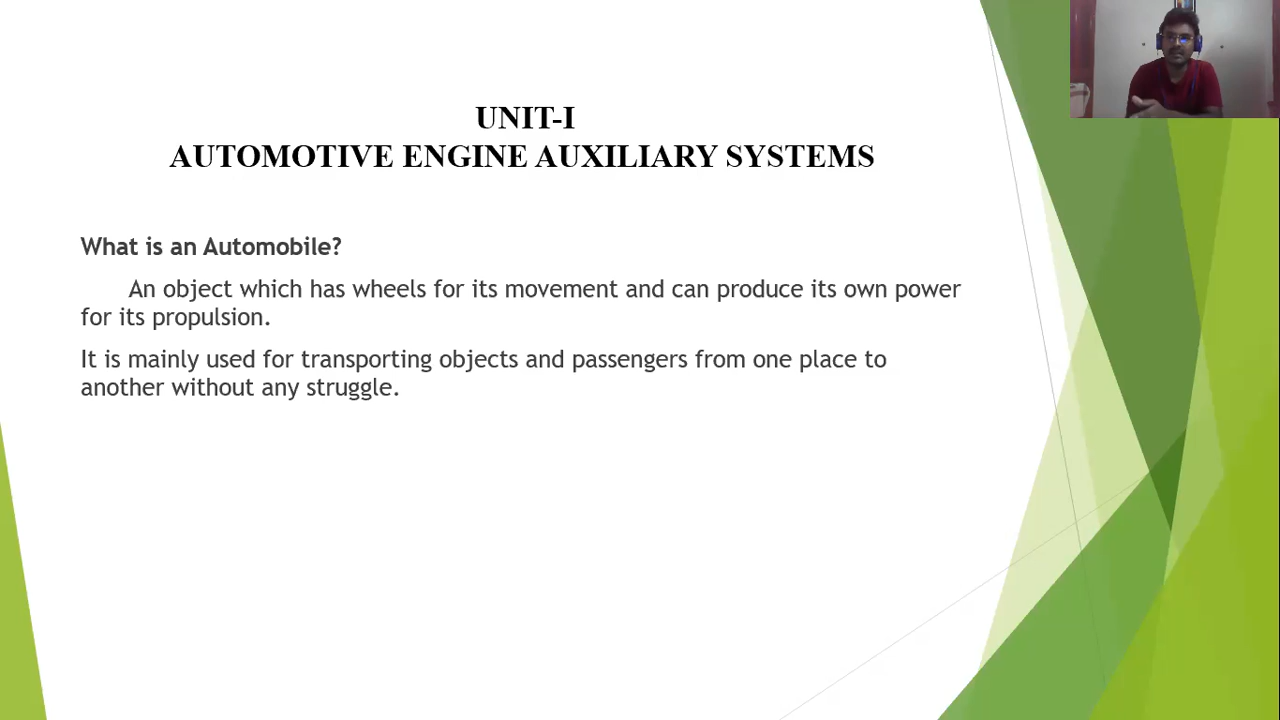 UNIT-I
AUTOMOTIVE ENGINE AUXILIARY SYSTEMS
What is an Automobile?
An object which has wheels for its movement and can produce its own power
for its propulsion.
It is mainly used for transporting objects and passengers from one place to
another without any struggle.